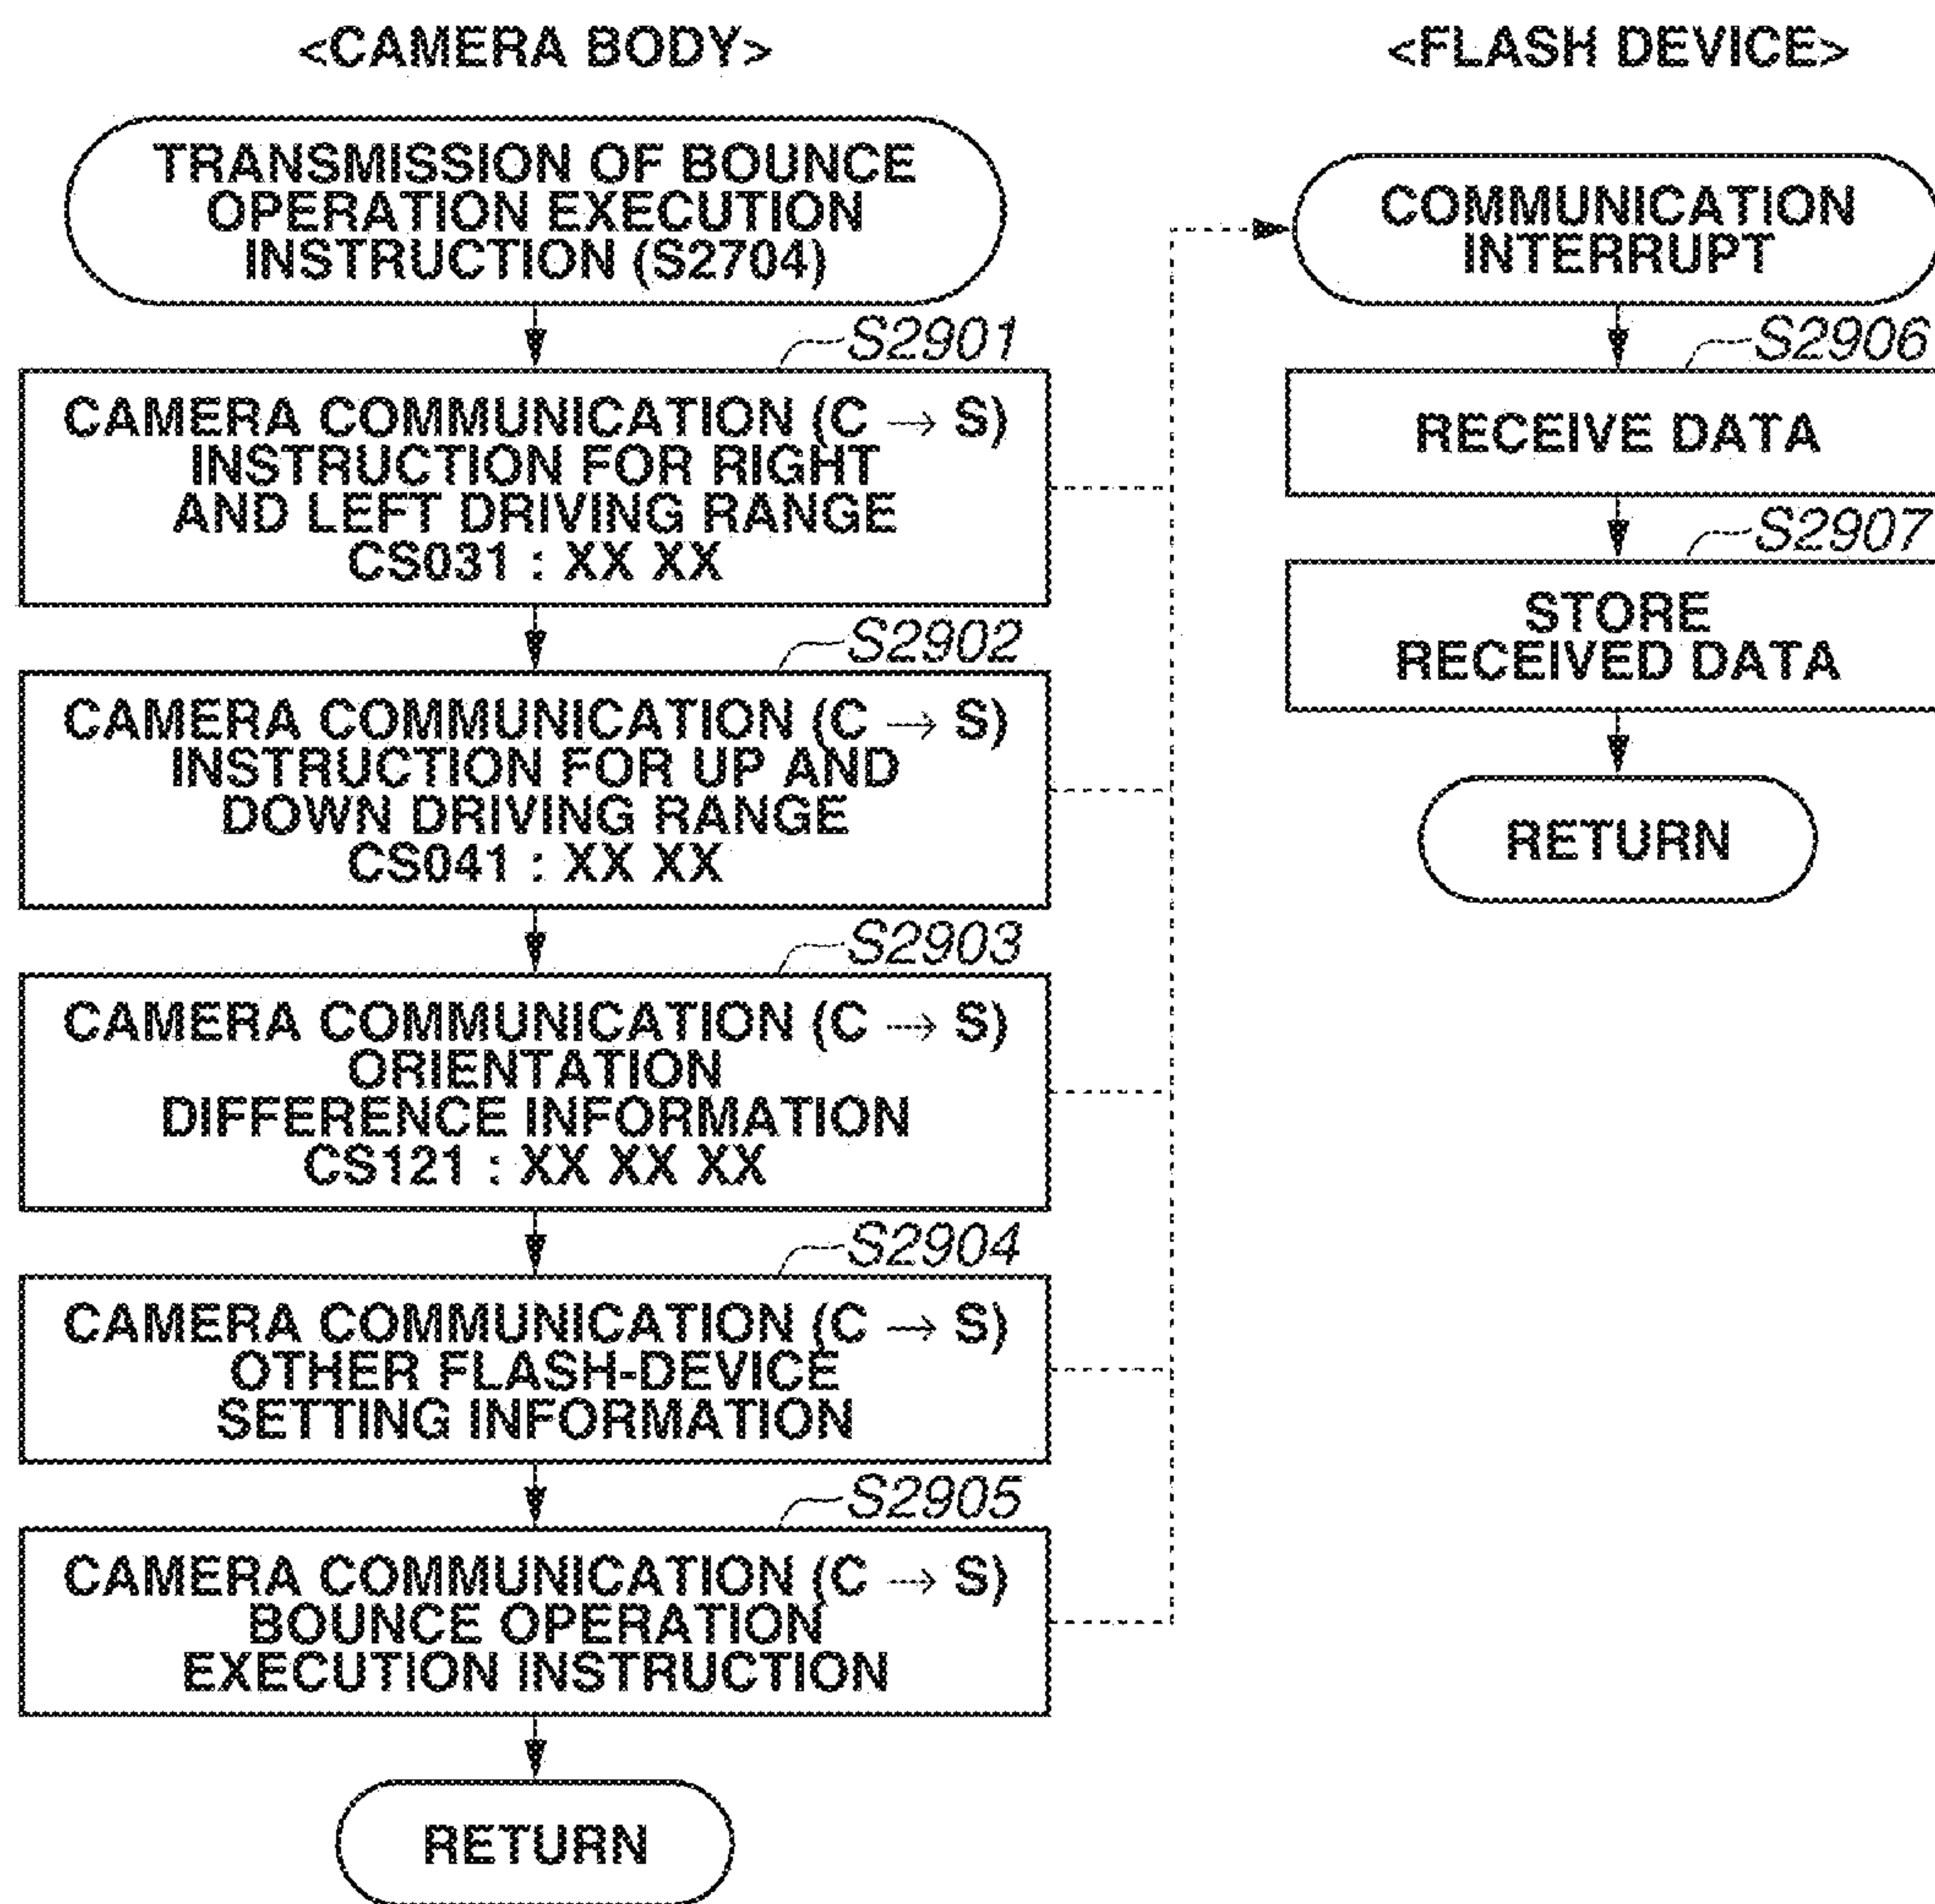 <CAMERA BODY>
TRANSMISSION OF BOUNCE
OPERATION EXECUTION
INSTRUCTION (S2704)
S2901
CAMERA COMMUNICATION (C → S)
INSTRUCTION FOR RIGHT
AND LEFT DRIVING RANGE
CS031 : XX XX
S2902
CAMERA COMMUNICATION (C → S)
INSTRUCTION FOR UP AND
DOWN DRIVING RANGE
CS041 : XX XX
S2903
CAMERA COMMUNICATION (C → S)
ORIENTATION
DIFFERENCE INFORMATION
CS121 : XX XX XX
S2904
CAMERA COMMUNICATION (C → S)
OTHER FLASH-DEVICE
SETTING INFORMATION
S2905
CAMERA COMMUNICATION (C → S)
BOUNCE OPERATION
EXECUTION INSTRUCTION
RETURN
<FLASH DEVICE>
COMMUNICATION
INTERRUPT
S2906
RECEIVE DATA
S2907
STORE
RECEIVED DATA
RETURN